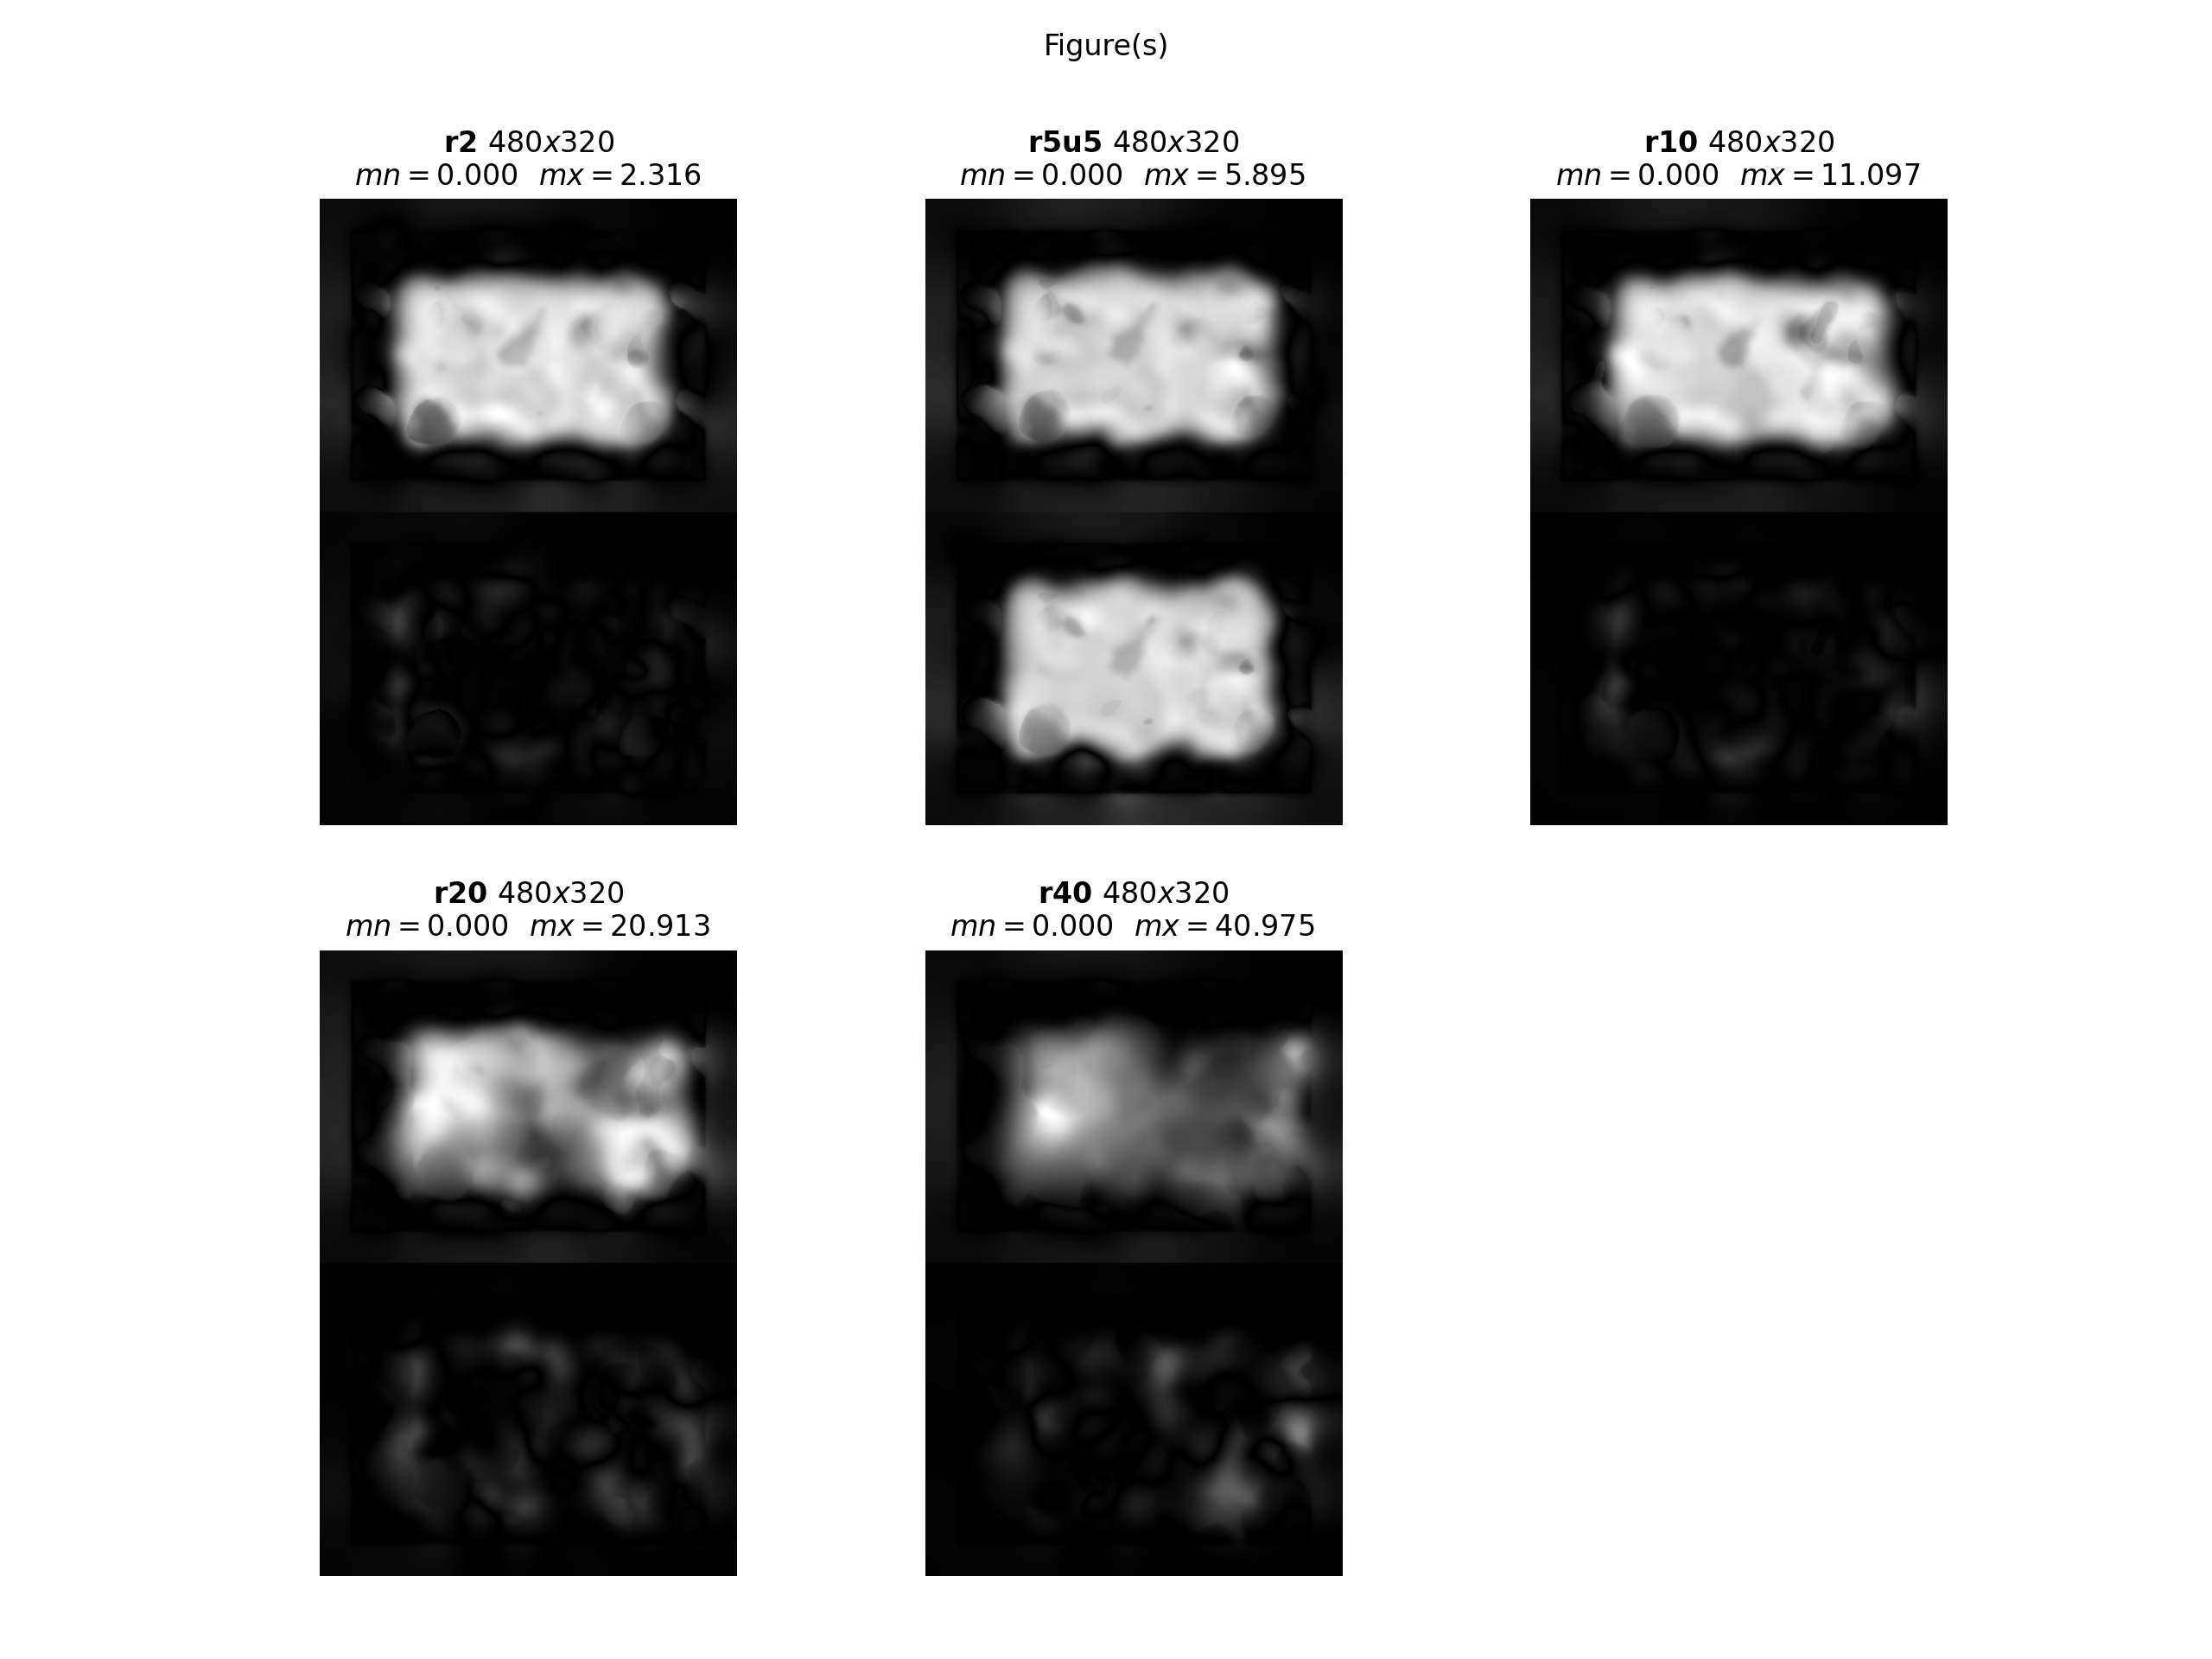 Figure(s)
r2 480x320
mn = 0.000 mx = 2.316
r5u5 480x320
mn = 0.000 mx = 5.895
r10 480x320
mn = 0.000 mx = 11.097
r20 480x320
mn = 0.000 mx = 20.913
r40 480x320
mn = 0.000 mx = 40.975